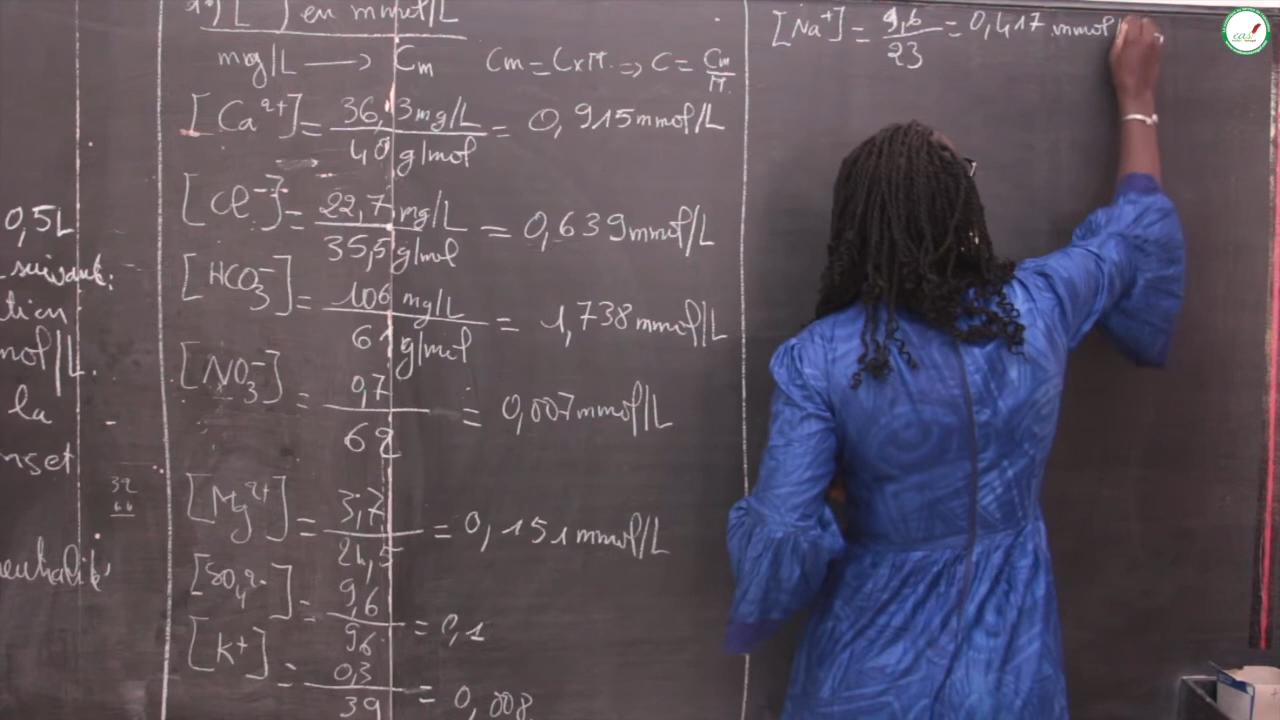 ) en mmol/L
mg/L → Cm   Cm = C×M ⇒ C = Cm/M
[Ca²⁺] = 36,3 mg/L / 40 g/mol = 0,915 mmol/L
[Cl⁻] = 22,7 mg/L / 35,5 g/mol = 0,639 mmol/L
[HCO₃⁻] = 106 mg/L / 61 g/mol = 1,738 mmol/L
[NO₃⁻] = / 62 = 0,007 mmol/L
[Mg²⁺] = 3,7 / 24,5 = 0,151 mmol/L
[SO₄²⁻] = 9,6 / 96 = 0,1
[K⁺] = 0,3 / 39 = 0,008
[Na⁺] = 9,6 / 23 = 0,417 mmol
0,5L
suivant:
tion
mol/L.
la
nset
neutralité
eas!